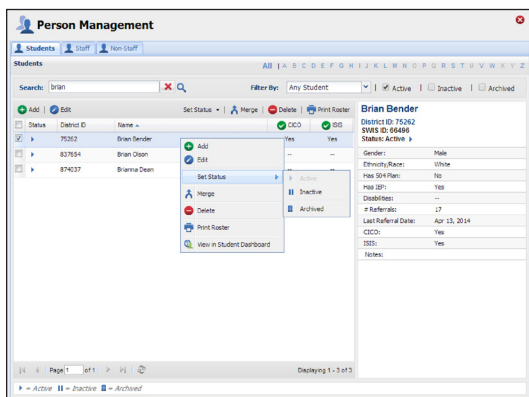 Person Management
Students Staff Non-Staff
Students All | A B C D E F G H I J K L M N O P Q R S T U V W X Y Z
Search: brian Filter By: Any Student | Active | Inactive | Archived
Add | Edit Set Status | Merge | Delete | Print Roster
Status District ID Name CICO ISIS
75262 Brian Bender Yes Yes
837654 Brian Olson -- --
874037 Brianna Dean
Add
Edit
Set Status
Merge
Delete
Print Roster
View in Student Dashboard
Active
Inactive
Archived
Brian Bender
District ID: 75262
SWIS ID: 66496
Status: Active
Gender: Male
Ethnicity/Race: White
Has 504 Plan: No
Has IEP: Yes
Disabilities: --
# Referrals: 17
Last Referral Date: Apr 13, 2014
CICO: Yes
ISIS: Yes
Notes:
Page 1 of 1 Displaying 1 - 3 of 3
= Active = Inactive = Archived